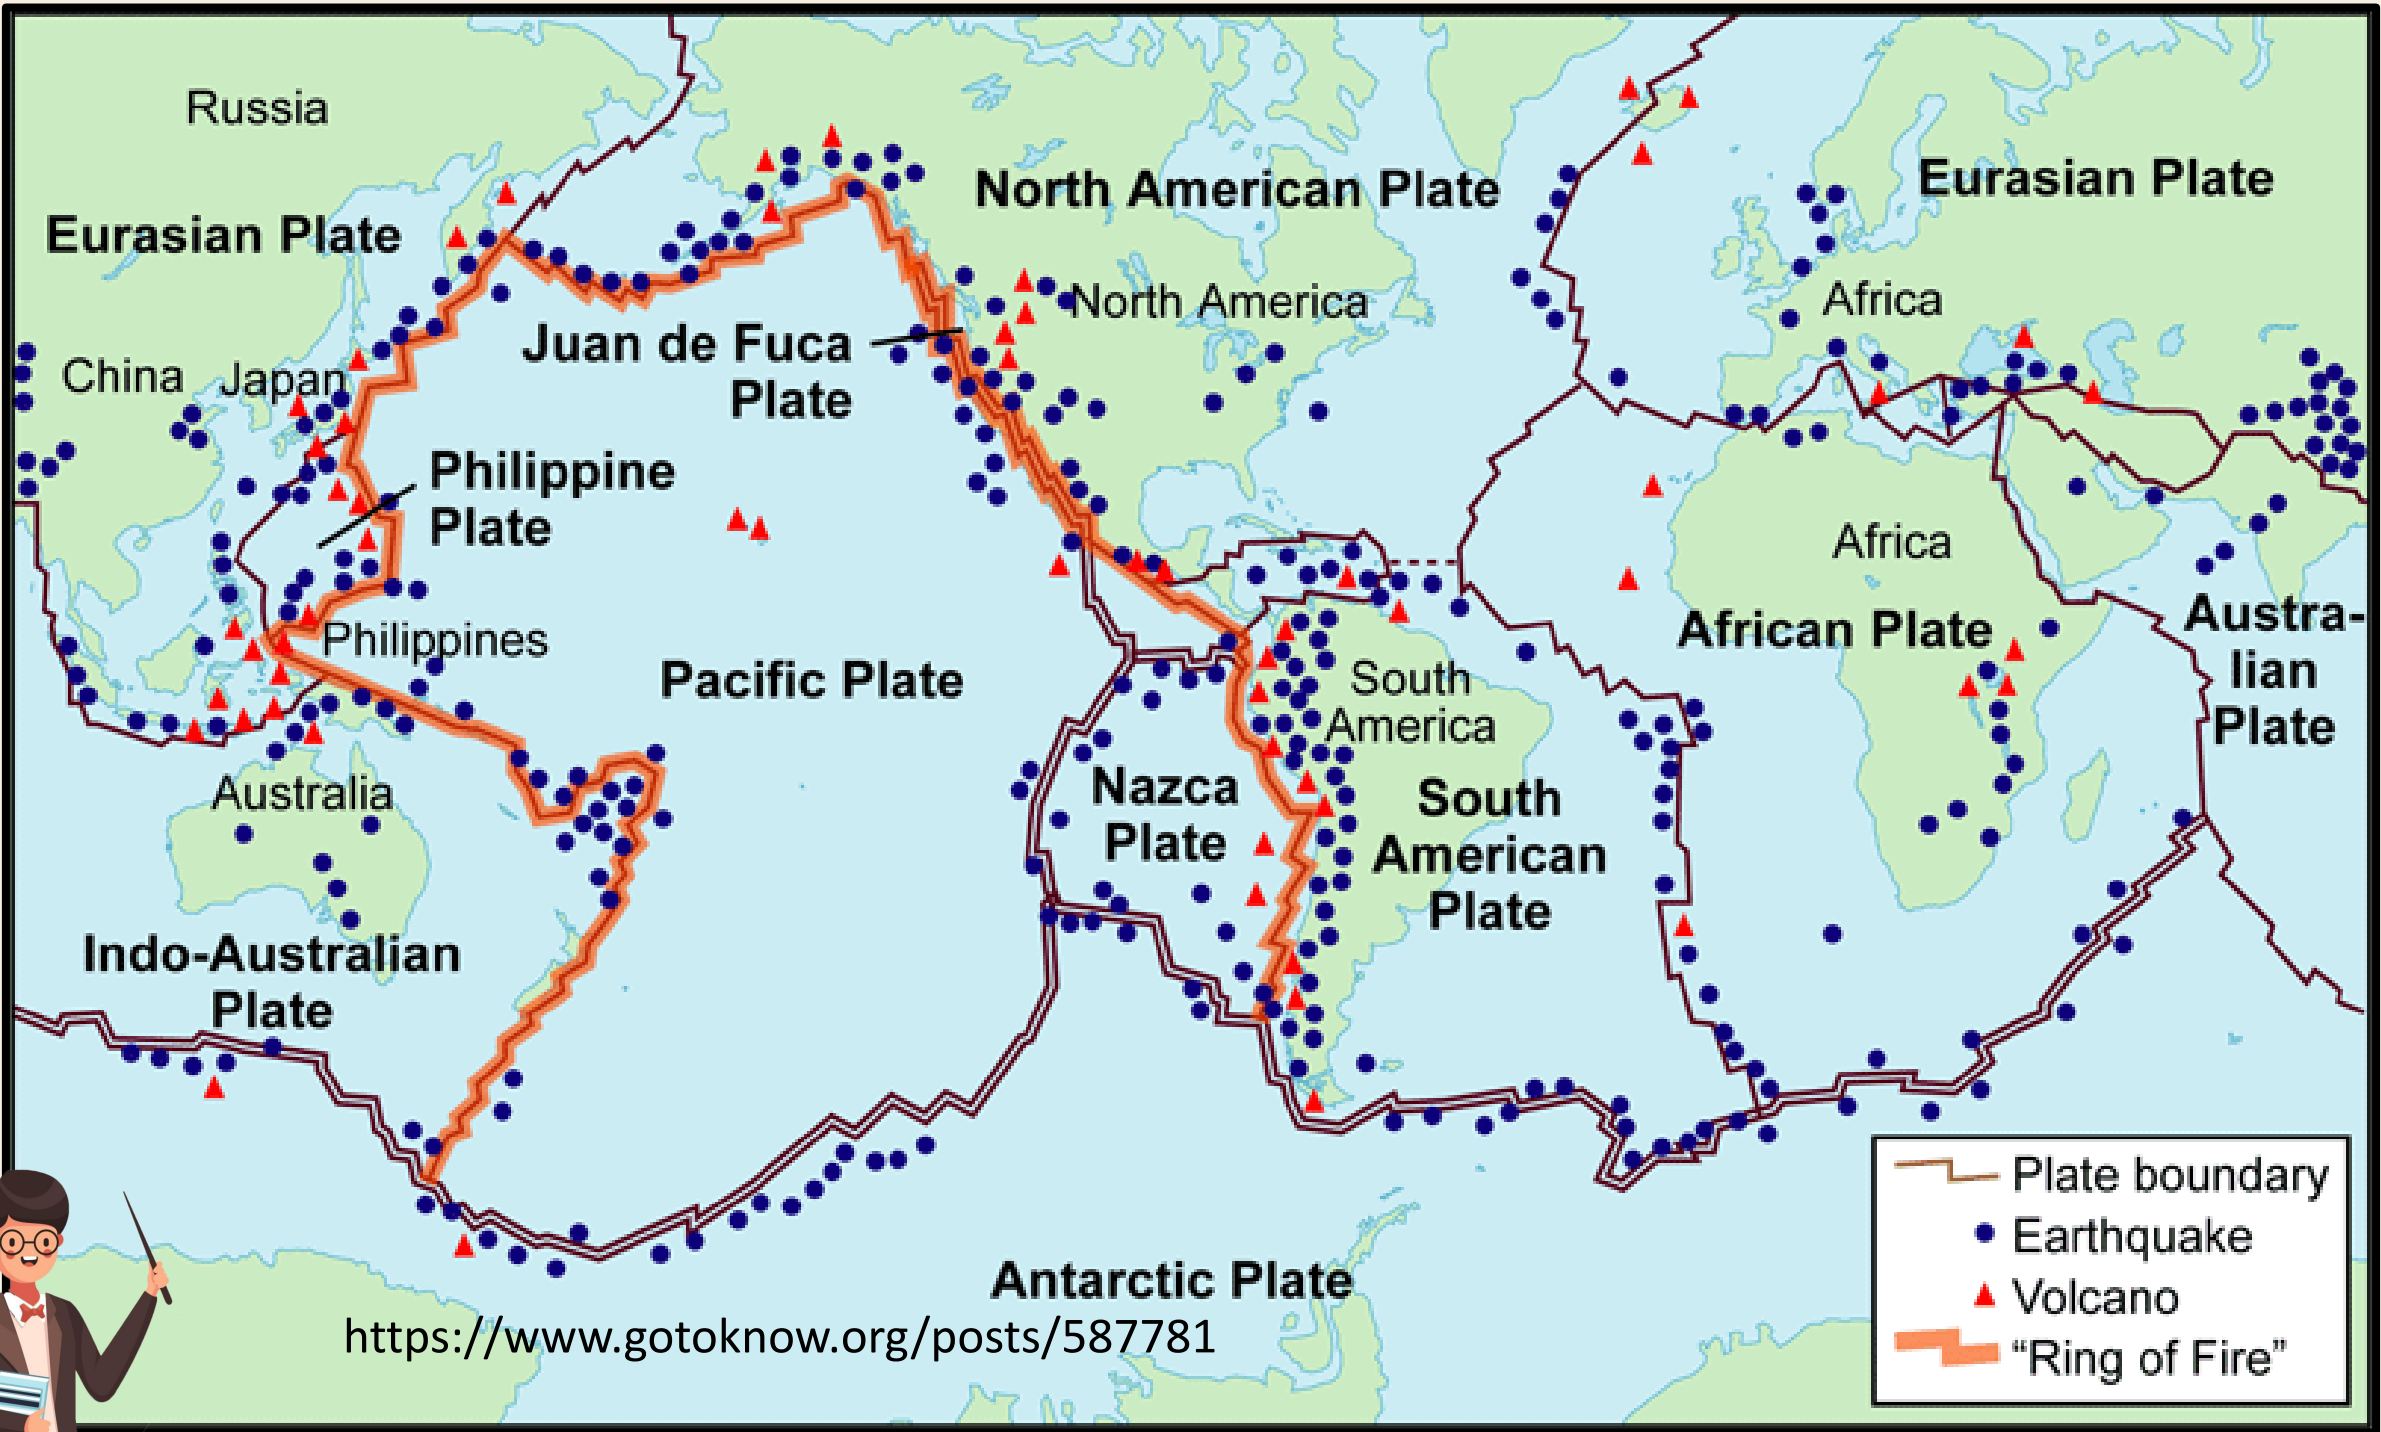 Russia
Eurasian Plate
North American Plate
Eurasian Plate
China
Japan
Juan de Fuca
Plate
North America
Africa
Philippine
Plate
Africa
Philippines
Pacific Plate
South
America
African Plate
Austra-
lian
Plate
Australia
Nazca
Plate
South
American
Plate
Indo-Australian
Plate
Antarctic Plate
https://www.gotoknow.org/posts/587781
Plate boundary
Earthquake
Volcano
“Ring of Fire”